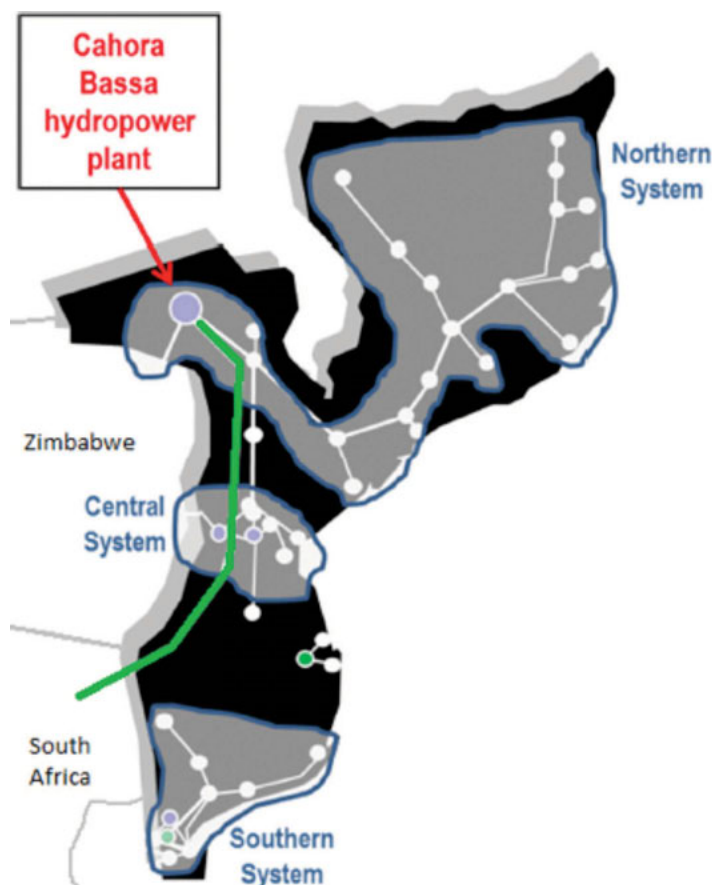 Cahora
Bassa
hydropower
plant
Northern
System
Zimbabwe
Central
System
South
Africa
Southern
System